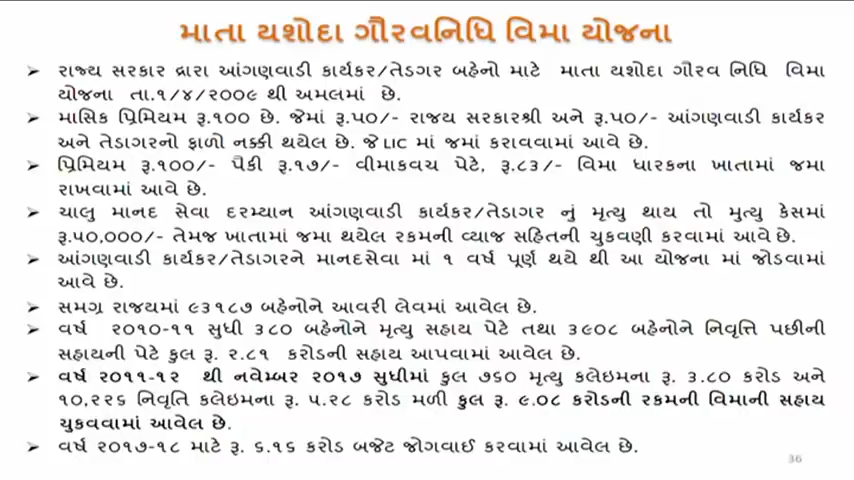 માતા યશોદા ગૌરવનિધિ વિમા યોજના
➢ રાજ્ય સરકાર દ્રારા આંગણવાડી કાર્યકર/તેડગર બહેનો માટે માતા યશોદા ગૌરવ નિધિ વિમા
યોજના તા.૧/૪/૨૦૦૯ થી અમલમાં છે.
➢ માસિક પ્રિમિયમ રૂ.૧૦૦ છે. જેમાં રૂ.૫૦/- રાજય સરકારશ્રી અને રૂ.૫૦/- આંગણવાડી કાર્યકર
અને તેડાગરનો ફાળો નક્કી થયેલ છે. જે LIC માં જમાં કરાવવામાં આવે છે.
➢ પ્રિમિયમ રૂ.૧૦૦/- પૈકી રૂ.૧૭/- વીમાકવચ પેટે, રૂ.૮૩/- વિમા ધારકના ખાતામાં જમા
રાખવામાં આવે છે.
➢ ચાલુ માનદ સેવા દરમ્યાન આંગણવાડી કાર્યકર/તેડાગર નું મૃત્યુ થાય તો મુત્યુ કેસમાં
રૂ.૫૦,૦૦૦/- તેમજ ખાતામાં જમા થયેલ રકમની વ્યાજ સહિતની ચુકવણી કરવામાં આવે છે.
➢ આંગણવાડી કાર્યકર/તેડાગરને માનદસેવા માં ૧ વર્ષ પૂર્ણ થયે થી આ યોજના માં જોડવામાં
આવે છે.
➢ સમગ્ર રાજયમાં ૯૩૧૮૭ બહેનોને આવરી લેવમાં આવેલ છે.
➢ વર્ષ ૨૦૧૦-૧૧ સુધી ૩૮૦ બહેનોને મૃત્યુ સહાય પેટે તથા ૩૯૦૮ બહેનોને નિવૃત્તિ પછીની
સહાયની પેટે કુલ રૂ. ૨.૮૧ કરોડની સહાય આપવામાં આવેલ છે.
➢ વર્ષ ૨૦૧૧-૧૨ થી નવેમ્બર ૨૦૧૭ સુધીમાં કુલ ૭૬૦ મૃત્યુ કલેઇમના રૂ. ૩.૮૦ કરોડ અને
૧૦,૨૨૬ નિવૃતિ કલેઇમના રૂ. ૫.૨૮ કરોડ મળી કુલ રૂ. ૯.૦૮ કરોડની રકમની વિમાની સહાય
ચુકવવામાં આવેલ છે.
➢ વર્ષ ૨૦૧૭-૧૮ માટે રૂ. ૬.૧૬ કરોડ બજેટ જોગવાઈ કરવામાં આવેલ છે.
36